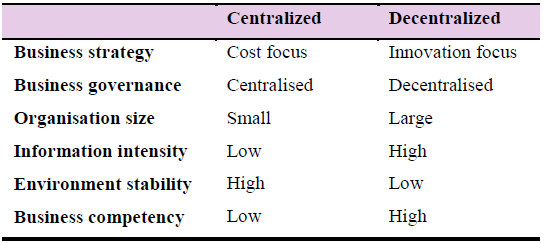 Centralized Decentralized
Business strategy Cost focus Innovation focus
Business governance Centralised Decentralised
Organisation size Small Large
Information intensity Low High
Environment stability High Low
Business competency Low High